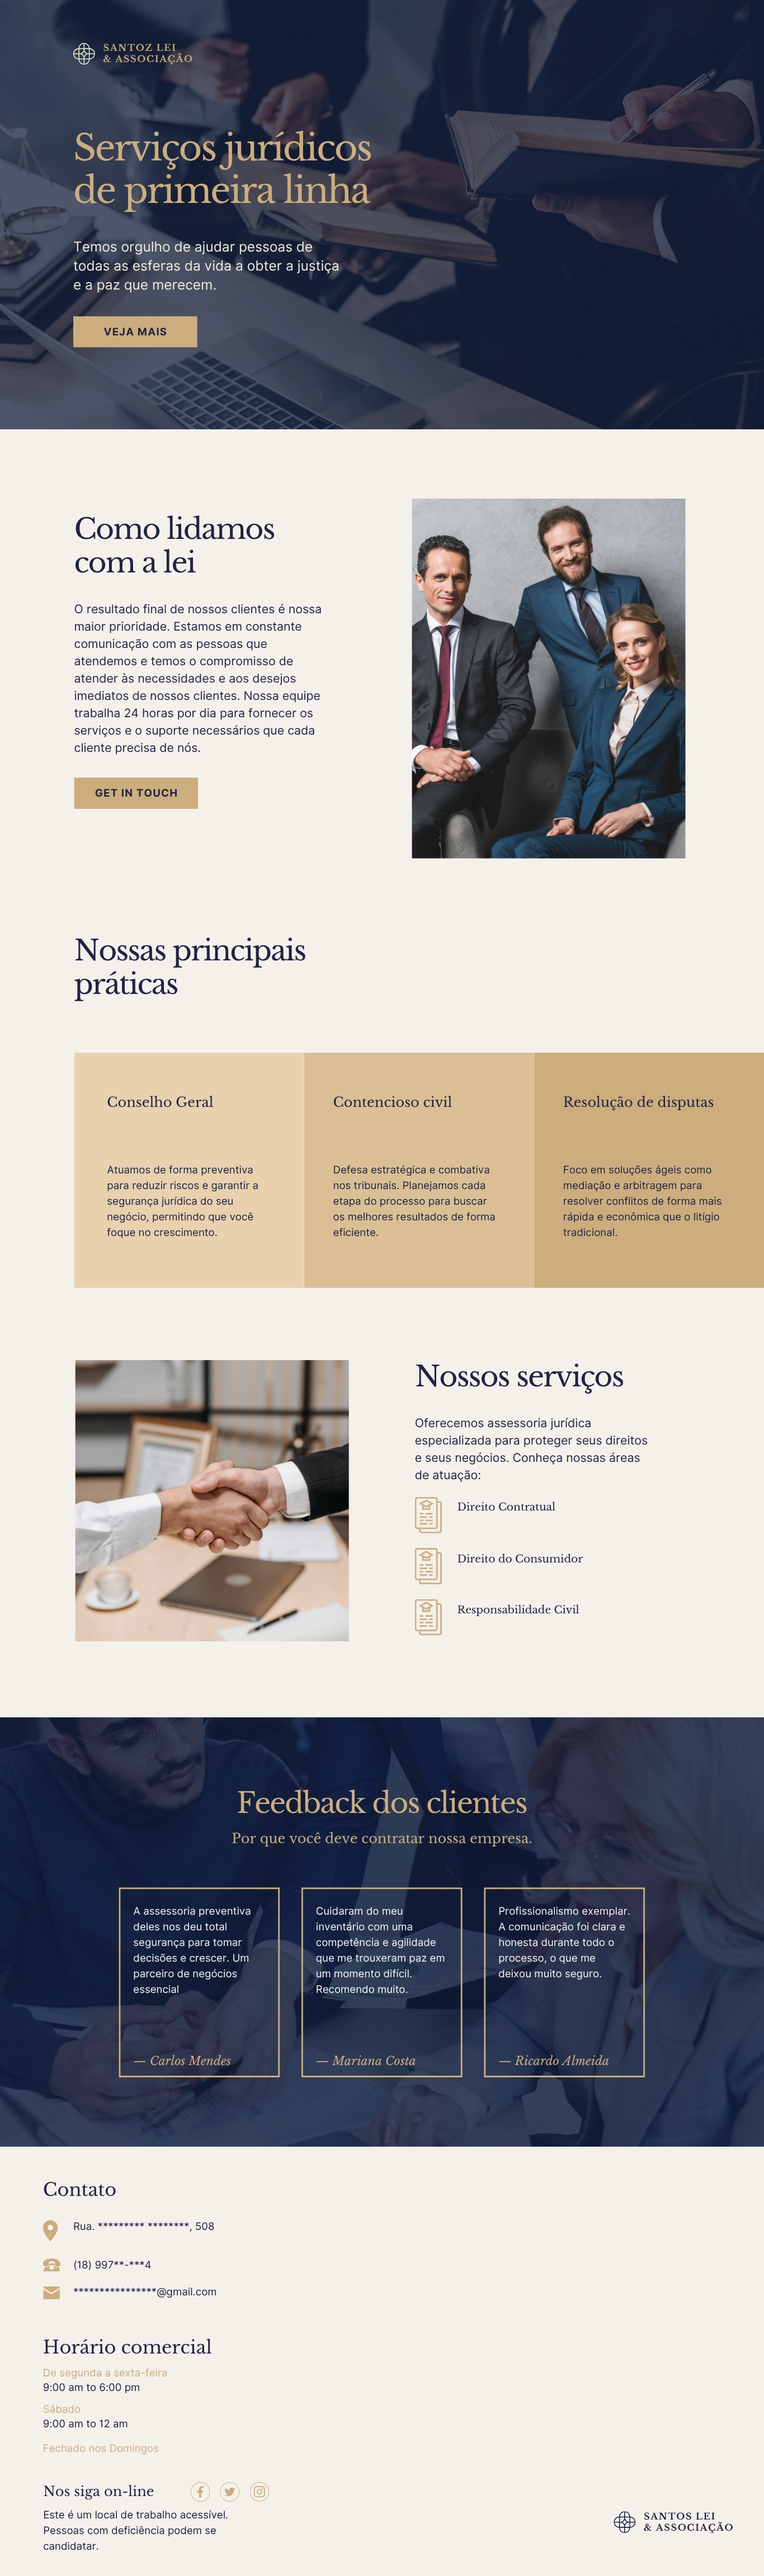 SANTOZ LEI
& ASSOCIAÇÃO
Serviços jurídicos
de primeira linha
Temos orgulho de ajudar pessoas de
todas as esferas da vida a obter a justiça
e a paz que merecem.
VEJA MAIS
Como lidamos
com a lei
O resultado final de nossos clientes é nossa
maior prioridade. Estamos em constante
comunicação com as pessoas que
atendemos e temos o compromisso de
atender às necessidades e aos desejos
imediatos de nossos clientes. Nossa equipe
trabalha 24 horas por dia para fornecer os
serviços e o suporte necessários que cada
cliente precisa de nós.
GET IN TOUCH
Nossas principais
práticas
Conselho Geral
Atuamos de forma preventiva
para reduzir riscos e garantir a
segurança jurídica do seu
negócio, permitindo que você
foque no crescimento.
Contencioso civil
Defesa estratégica e combativa
nos tribunais. Planejamos cada
etapa do processo para buscar
os melhores resultados de forma
eficiente.
Resolução de disputas
Foco em soluções ágeis como
mediação e arbitragem para
resolver conflitos de forma mais
rápida e econômica que o litígio
tradicional.
Nossos serviços
Oferecemos assessoria jurídica
especializada para proteger seus direitos
e seus negócios. Conheça nossas áreas
de atuação:
Direito Contratual
Direito do Consumidor
Responsabilidade Civil
Feedback dos clientes
Por que você deve contratar nossa empresa.
A assessoria preventiva
deles nos deu total
segurança para tomar
decisões e crescer. Um
parceiro de negócios
essencial
— Carlos Mendes
Cuidaram do meu
inventário com uma
competência e agilidade
que me trouxeram paz em
um momento difícil.
Recomendo muito.
— Mariana Costa
Profissionalismo exemplar.
A comunicação foi clara e
honesta durante todo o
processo, o que me
deixou muito seguro.
— Ricardo Almeida
Contato
Rua. ********* ********, 508
(18) 997**-***4
****************@gmail.com
Horário comercial
De segunda a sexta-feira
9:00 am to 6:00 pm
Sábado
9:00 am to 12 am
Fechado nos Domingos
Nos siga on-line
Este é um local de trabalho acessível.
Pessoas com deficiência podem se
candidatar.
SANTOS LEI
& ASSOCIAÇÃO